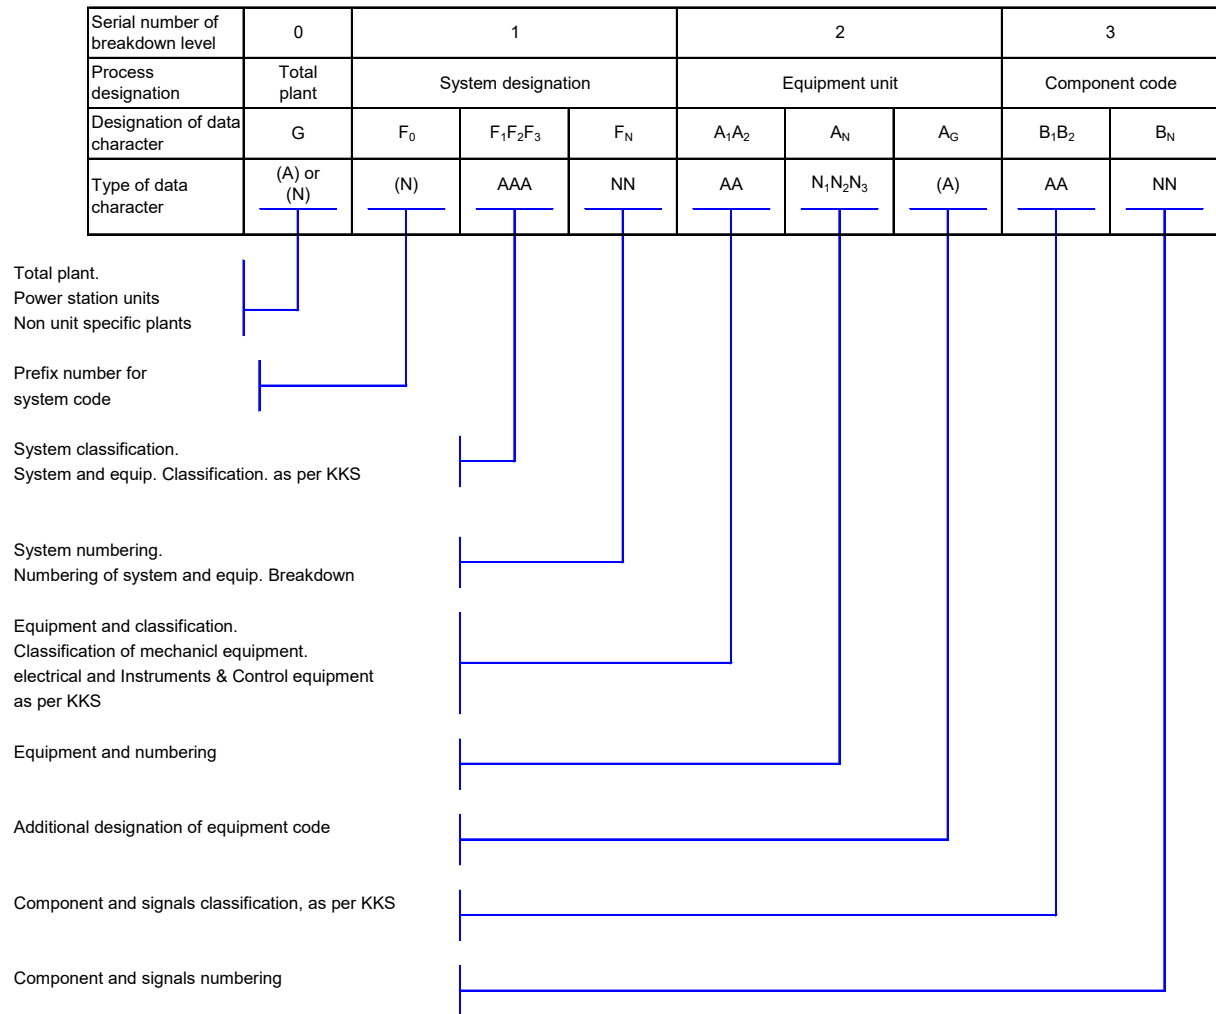 Serial number of
breakdown level
0
1
2
3
Process
designation
Total
plant
System designation
Equipment unit
Component code
Designation of data
character
G
F₀
F₁F₂F₃
F_N
A₁A₂
A_N
A_G
B₁B₂
B_N
Type of data
character
(A) or
(N)
(N)
AAA
NN
AA
N₁N₂N₃
(A)
AA
NN
Total plant.
Power station units
Non unit specific plants
Prefix number for
system code
System classification.
System and equip. Classification. as per KKS
System numbering.
Numbering of system and equip. Breakdown
Equipment and classification.
Classification of mechanicl equipment.
electrical and Instruments & Control equipment
as per KKS
Equipment and numbering
Additional designation of equipment code
Component and signals classification, as per KKS
Component and signals numbering